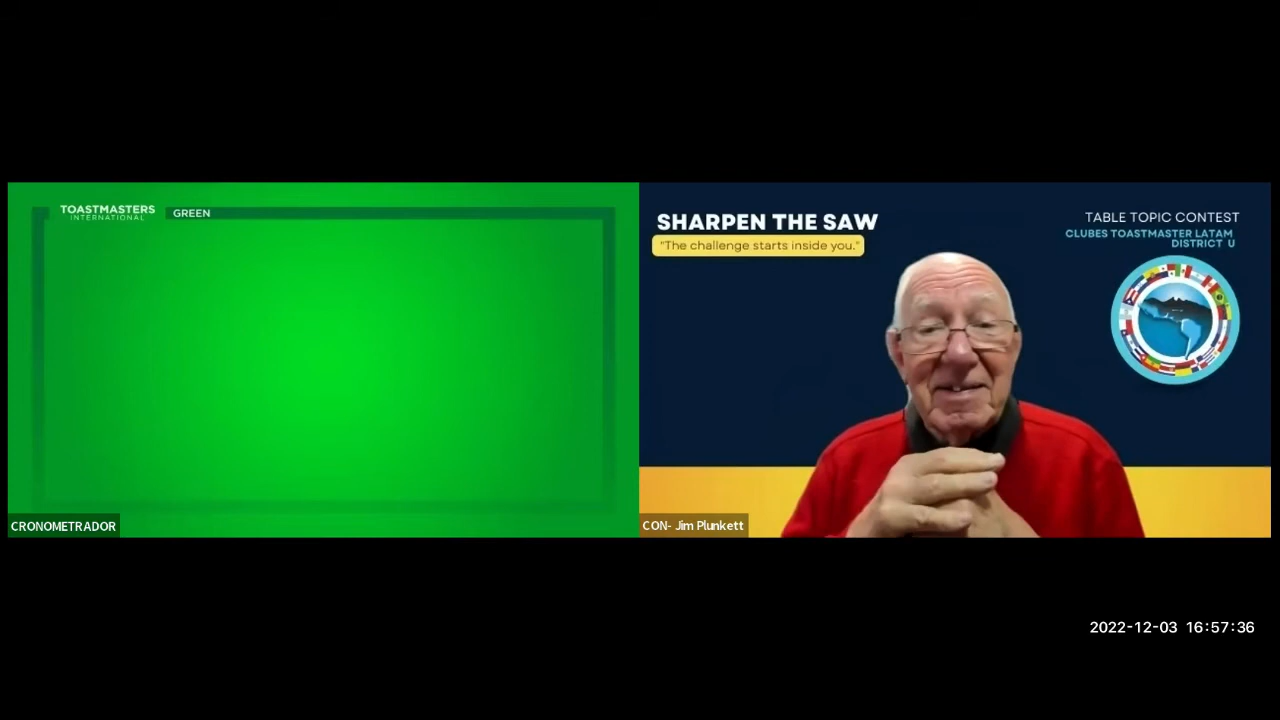 TOASTMASTERS
INTERNATIONAL
GREEN
CRONOMETRADOR
SHARPEN THE SAW
"The challenge starts inside you."
TABLE TOPIC CONTEST
CLUBES TOASTMASTER LATAM
DISTRICT U
CON- Jim Plunkett
2022-12-03 16:57:36